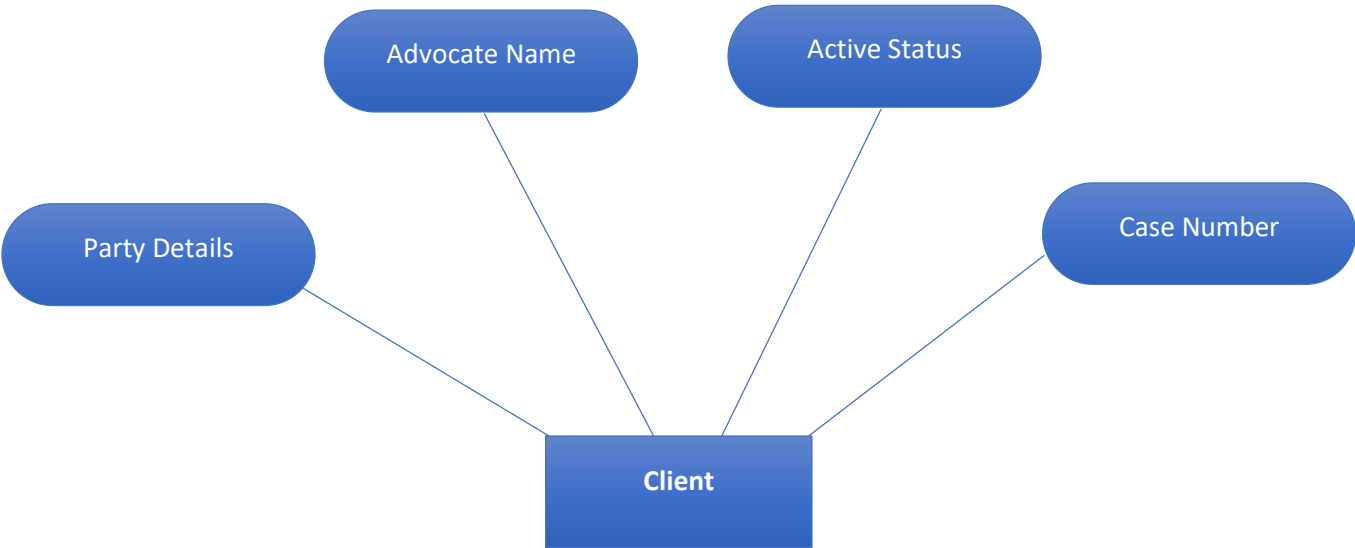 Advocate Name
Active Status
Party Details
Case Number
Client